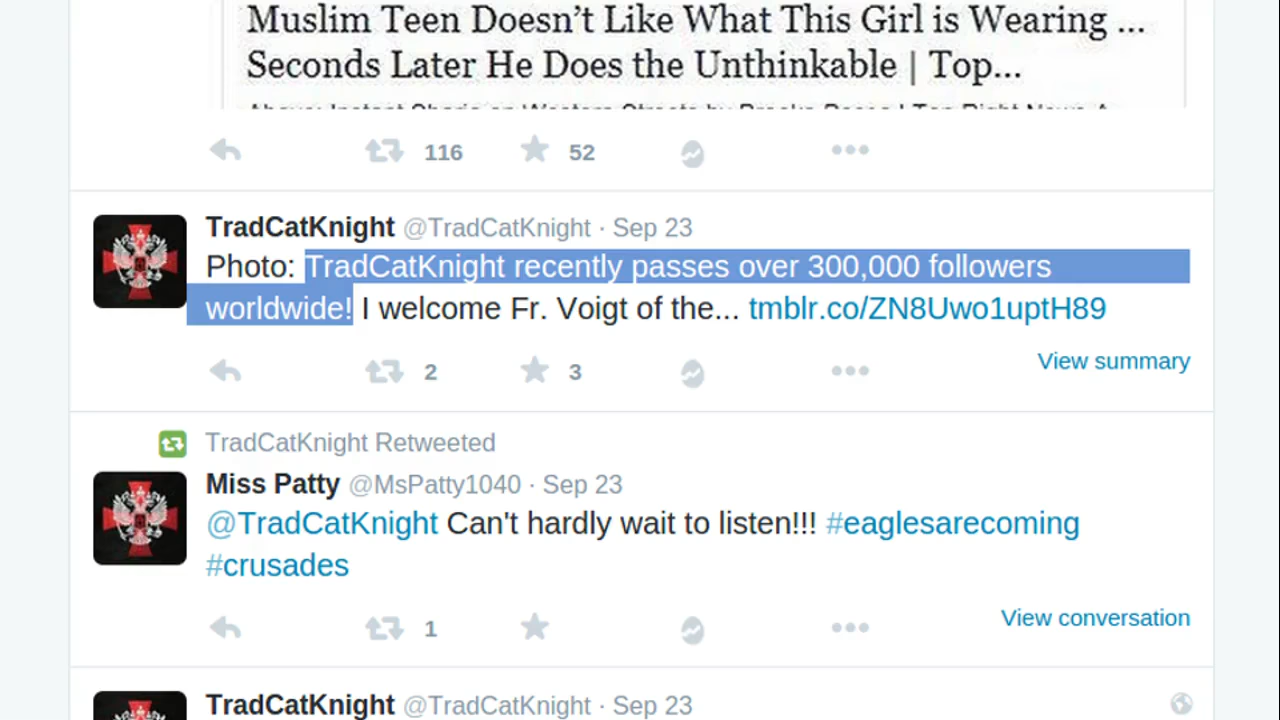 Muslim Teen Doesn't Like What This Girl is Wearing ...
Seconds Later He Does the Unthinkable | Top...
116 52
TradCatKnight @TradCatKnight · Sep 23
Photo: TradCatKnight recently passes over 300,000 followers
worldwide! I welcome Fr. Voigt of the... tmblr.co/ZN8Uwo1uptH89
2 3 View summary
TradCatKnight Retweeted
Miss Patty @MsPatty1040 · Sep 23
@TradCatKnight Can't hardly wait to listen!!! #eaglesarecoming
#crusades
1 View conversation
TradCatKnight @TradCatKnight · Sep 23